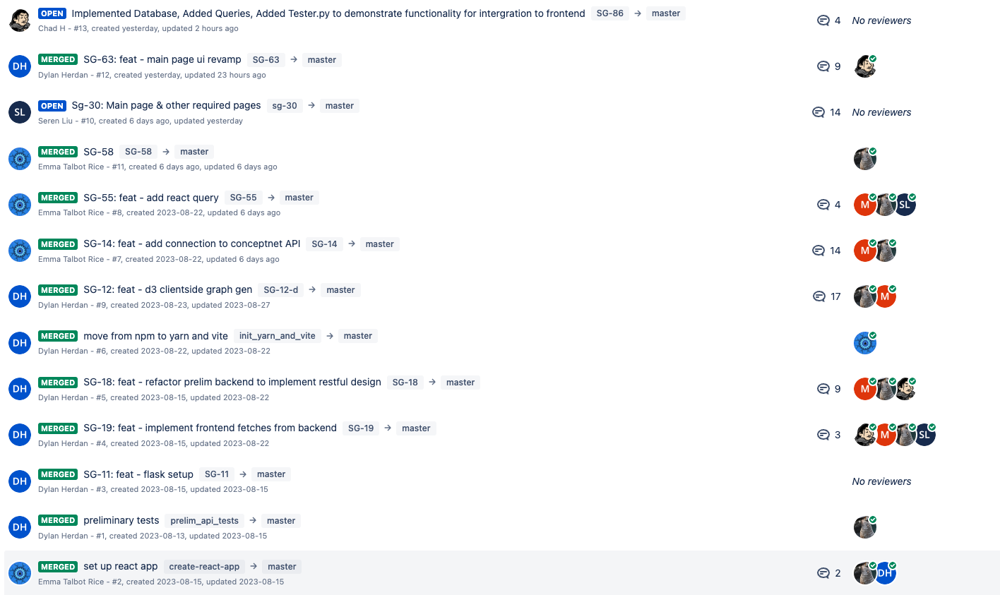 OPEN Implemented Database, Added Queries, Added Tester.py to demonstrate functionality for intergration to frontend SG-86 → master 4 No reviewers
Chad H - #13, created yesterday, updated 2 hours ago
DH MERGED SG-63: feat - main page ui revamp SG-63 → master 9
Dylan Herdan - #12, created yesterday, updated 23 hours ago
SL OPEN Sg-30: Main page & other required pages sg-30 → master 14 No reviewers
Seren Liu - #10, created 6 days ago, updated yesterday
MERGED SG-58 SG-58 → master
Emma Talbot Rice - #11, created 6 days ago, updated 6 days ago
MERGED SG-55: feat - add react query SG-55 → master 4 M SL
Emma Talbot Rice - #8, created 2023-08-22, updated 6 days ago
MERGED SG-14: feat - add connection to conceptnet API SG-14 → master 14 M
Emma Talbot Rice - #7, created 2023-08-22, updated 6 days ago
DH MERGED SG-12: feat - d3 clientside graph gen SG-12-d → master 17 M
Dylan Herdan - #9, created 2023-08-23, updated 2023-08-27
DH MERGED move from npm to yarn and vite init_yarn_and_vite → master
Dylan Herdan - #6, created 2023-08-22, updated 2023-08-22
DH MERGED SG-18: feat - refactor prelim backend to implement restful design SG-18 → master 9 M
Dylan Herdan - #5, created 2023-08-15, updated 2023-08-22
DH MERGED SG-19: feat - implement frontend fetches from backend SG-19 → master 3 M SL
Dylan Herdan - #4, created 2023-08-15, updated 2023-08-22
DH MERGED SG-11: feat - flask setup SG-11 → master No reviewers
Dylan Herdan - #3, created 2023-08-15, updated 2023-08-15
DH MERGED preliminary tests prelim_api_tests → master
Dylan Herdan - #1, created 2023-08-13, updated 2023-08-15
MERGED set up react app create-react-app → master 2 DH
Emma Talbot Rice - #2, created 2023-08-15, updated 2023-08-15